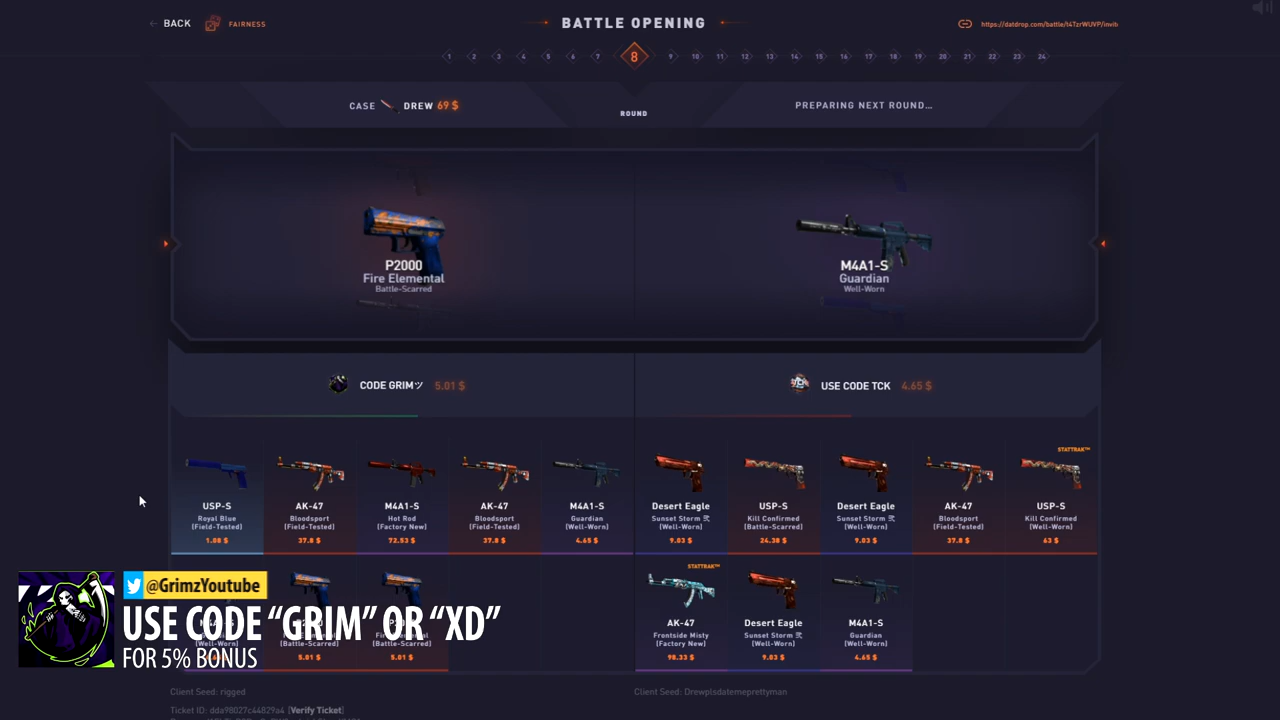 ← BACK
FAIRNESS
BATTLE OPENING
https://datdrop.com/battle/t4TzrWUVP/invib
1 2 3 4 5 6 7 8 9 10 11 12 13 14 15 16 17 18 19 20 21 22 23 24
CASE DREW 69 $
ROUND
PREPARING NEXT ROUND...
P2000
Fire Elemental
Battle-Scarred
M4A1-S
Guardian
Well-Worn
CODE GRIMツ 5.01 $
USE CODE TCK 4.65 $
STATTRAK™
USP-S AK-47 M4A1-S AK-47 M4A1-S Desert Eagle USP-S Desert Eagle AK-47 USP-S
Royal Blue Bloodsport Hot Rod Bloodsport Guardian Sunset Storm 弐 Kill Confirmed Sunset Storm 弐 Bloodsport Kill Confirmed
(Field-Tested) (Field-Tested) (Factory New) (Field-Tested) (Well-Worn) (Well-Worn) (Battle-Scarred) (Well-Worn) (Field-Tested) (Well-Worn)
1.08 $ 37.8 $ 72.53 $ 37.8 $ 4.65 $ 9.03 $ 24.38 $ 9.03 $ 37.8 $ 63 $
STATTRAK™
AK-47 Desert Eagle M4A1-S
Frontside Misty Sunset Storm 弐 Guardian
(Well-Worn) (Battle-Scarred) (Battle-Scarred) (Factory New) (Well-Worn) (Well-Worn)
5.01 $ 5.01 $ 98.33 $ 9.03 $ 4.65 $
@GrimzYoutube
USE CODE “GRIM” OR “XD”
FOR 5% BONUS
Client Seed: rigged
Client Seed: Drewplsdatemeprettyman
Ticket ID: dda98027c44829a4 [Verify Ticket]